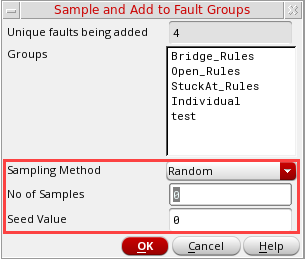 Sample and Add to Fault Groups
Unique faults being added 4
Groups
Bridge_Rules
Open_Rules
StuckAt_Rules
Individual
test
Sampling Method Random
No of Samples 0
Seed Value 0
OK Cancel Help